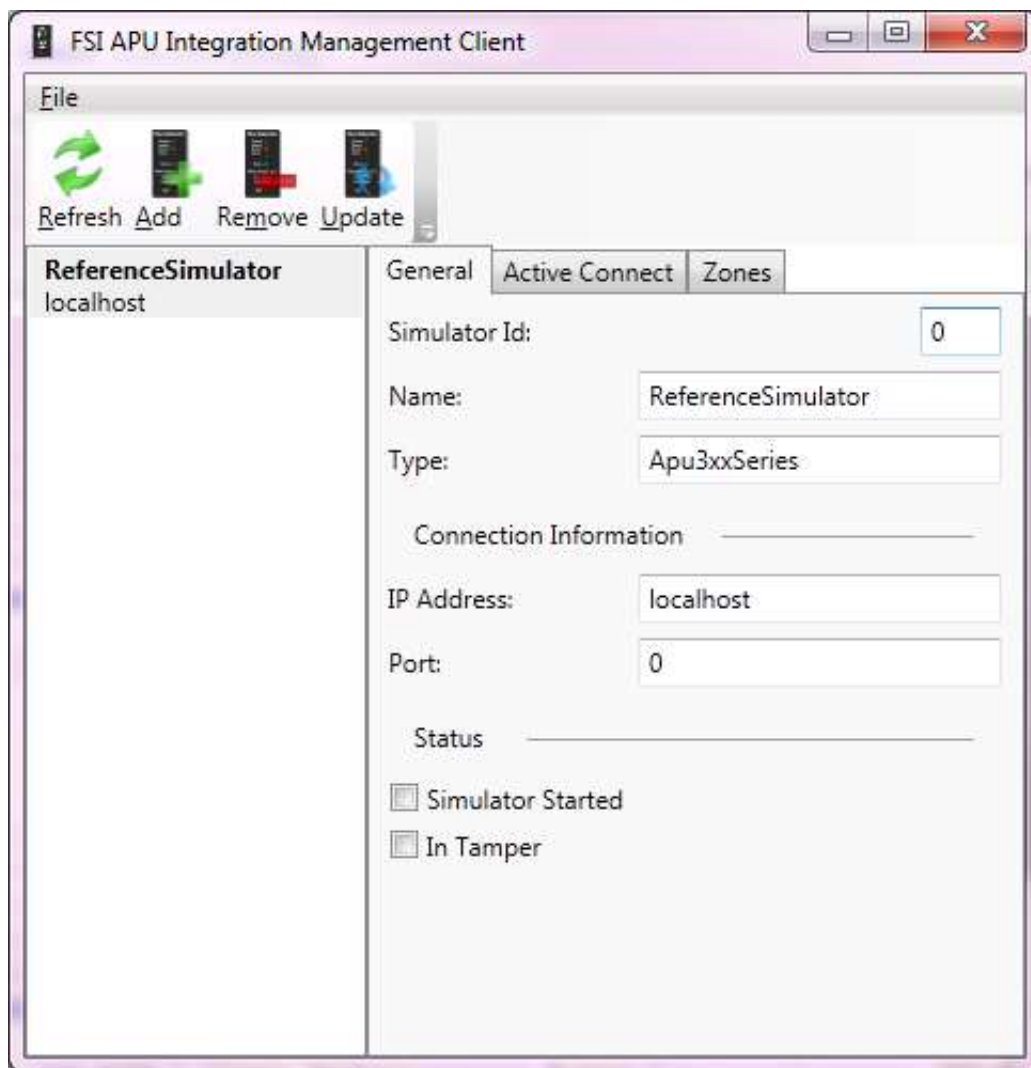 FSI APU Integration Management Client
File
Refresh Add Remove Update
ReferenceSimulator
localhost
General Active Connect Zones
Simulator Id: 0
Name: ReferenceSimulator
Type: Apu3xxSeries
Connection Information
IP Address: localhost
Port: 0
Status
Simulator Started
In Tamper